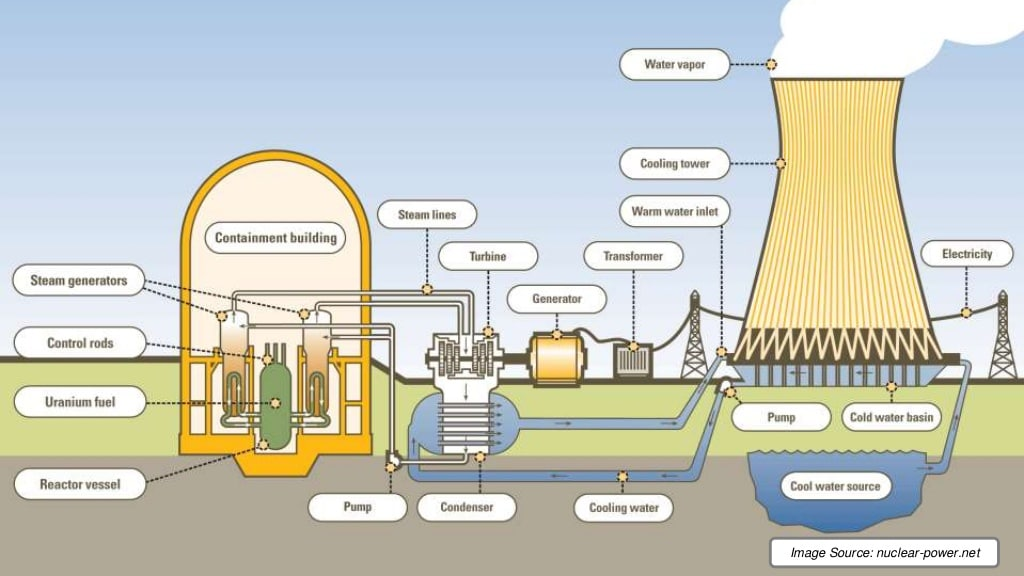 Water vapor
Cooling tower
Warm water inlet
Steam lines
Containment building
Turbine
Transformer
Electricity
Steam generators
Generator
Control rods
Uranium fuel
Pump
Cold water basin
Reactor vessel
Cool water source
Pump
Condenser
Cooling water
Image Source: nuclear-power.net